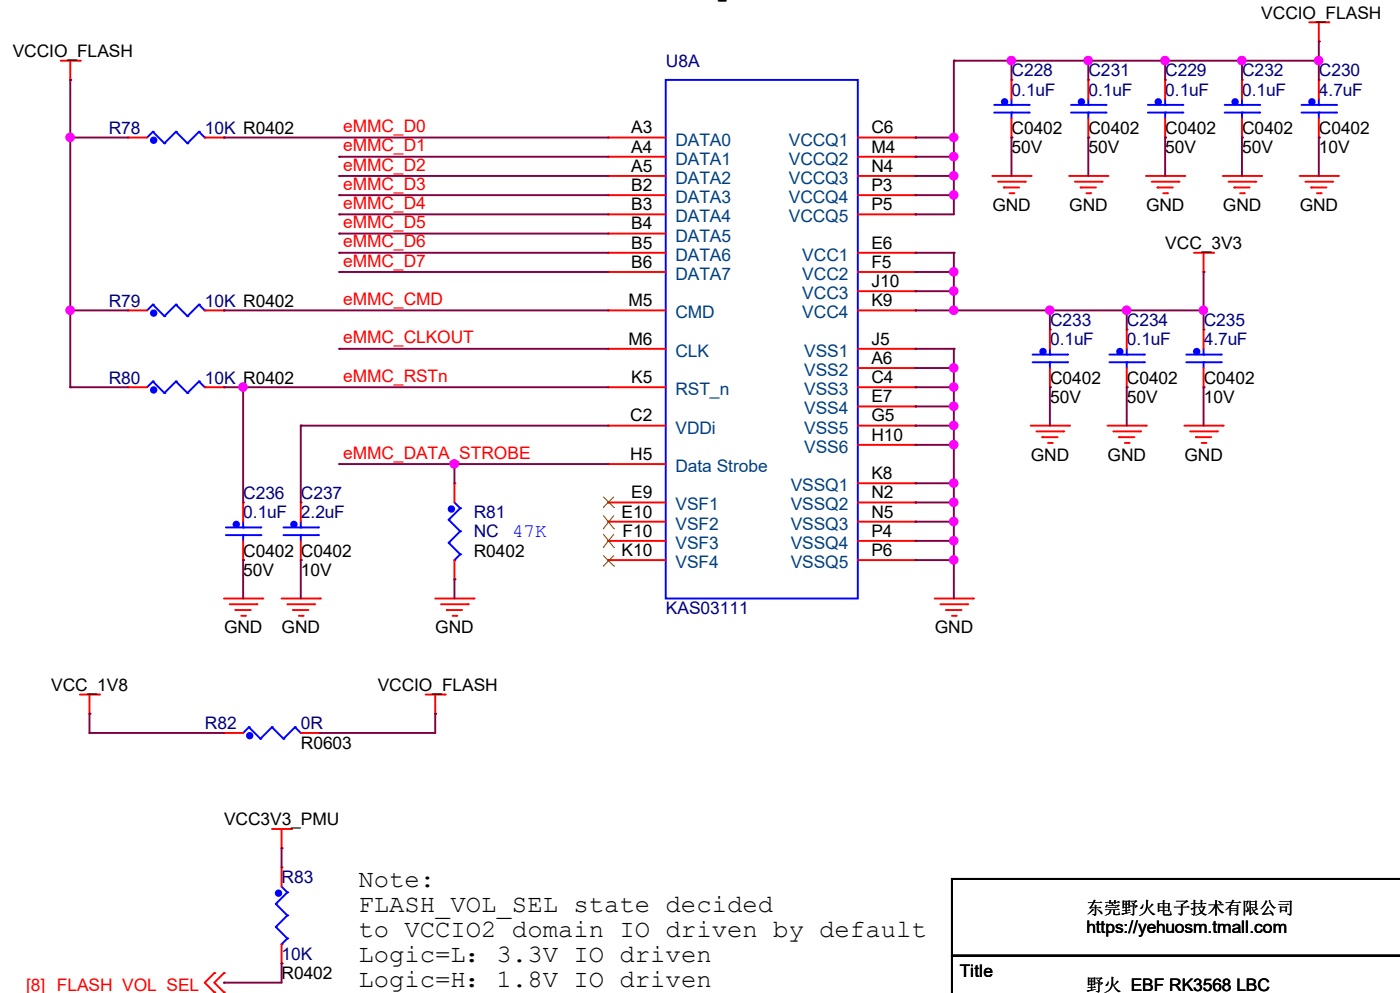 VCCIO_FLASH
VCCIO_FLASH
U8A
C228
0.1uF
C0402
50V
GND
C231
0.1uF
C0402
50V
GND
C229
0.1uF
C0402
50V
GND
C232
0.1uF
C0402
50V
GND
C230
4.7uF
C0402
10V
GND
R78 10K R0402
eMMC_D0 A3 DATA0
eMMC_D1 A4 DATA1
eMMC_D2 A5 DATA2
eMMC_D3 B2 DATA3
eMMC_D4 B3 DATA4
eMMC_D5 B4 DATA5
eMMC_D6 B5 DATA6
eMMC_D7 B6 DATA7
R79 10K R0402 eMMC_CMD M5 CMD
eMMC_CLKOUT M6 CLK
R80 10K R0402 eMMC_RSTn K5 RST_n
C2 VDDi
eMMC_DATA_STROBE H5 Data Strobe
E9 VSF1
E10 VSF2
F10 VSF3
K10 VSF4
VCCQ1 C6
VCCQ2 M4
VCCQ3 N4
VCCQ4 P3
VCCQ5 P5
VCC1 E6
VCC2 F5
VCC3 J10
VCC4 K9
VSS1 J5
VSS2 A6
VSS3 C4
VSS4 E7
VSS5 G5
VSS6 H10
VSSQ1 K8
VSSQ2 N2
VSSQ3 N5
VSSQ4 P4
VSSQ5 P6
KAS03111
GND
VCC_3V3
C233
0.1uF
C0402
50V
GND
C234
0.1uF
C0402
50V
GND
C235
4.7uF
C0402
10V
GND
C236
0.1uF
C0402
50V
GND
C237
2.2uF
C0402
10V
GND
R81
NC 47K
R0402
GND
VCC_1V8
VCCIO_FLASH
R82 0R
R0603
VCC3V3_PMU
R83
10K
R0402
[8] FLASH_VOL_SEL
Note:
FLASH_VOL_SEL state decided
to VCCIO2 domain IO driven by default
Logic=L: 3.3V IO driven
Logic=H: 1.8V IO driven
东莞野火电子技术有限公司
https://yehuosm.tmall.com
Title
野火 EBF RK3568 LBC